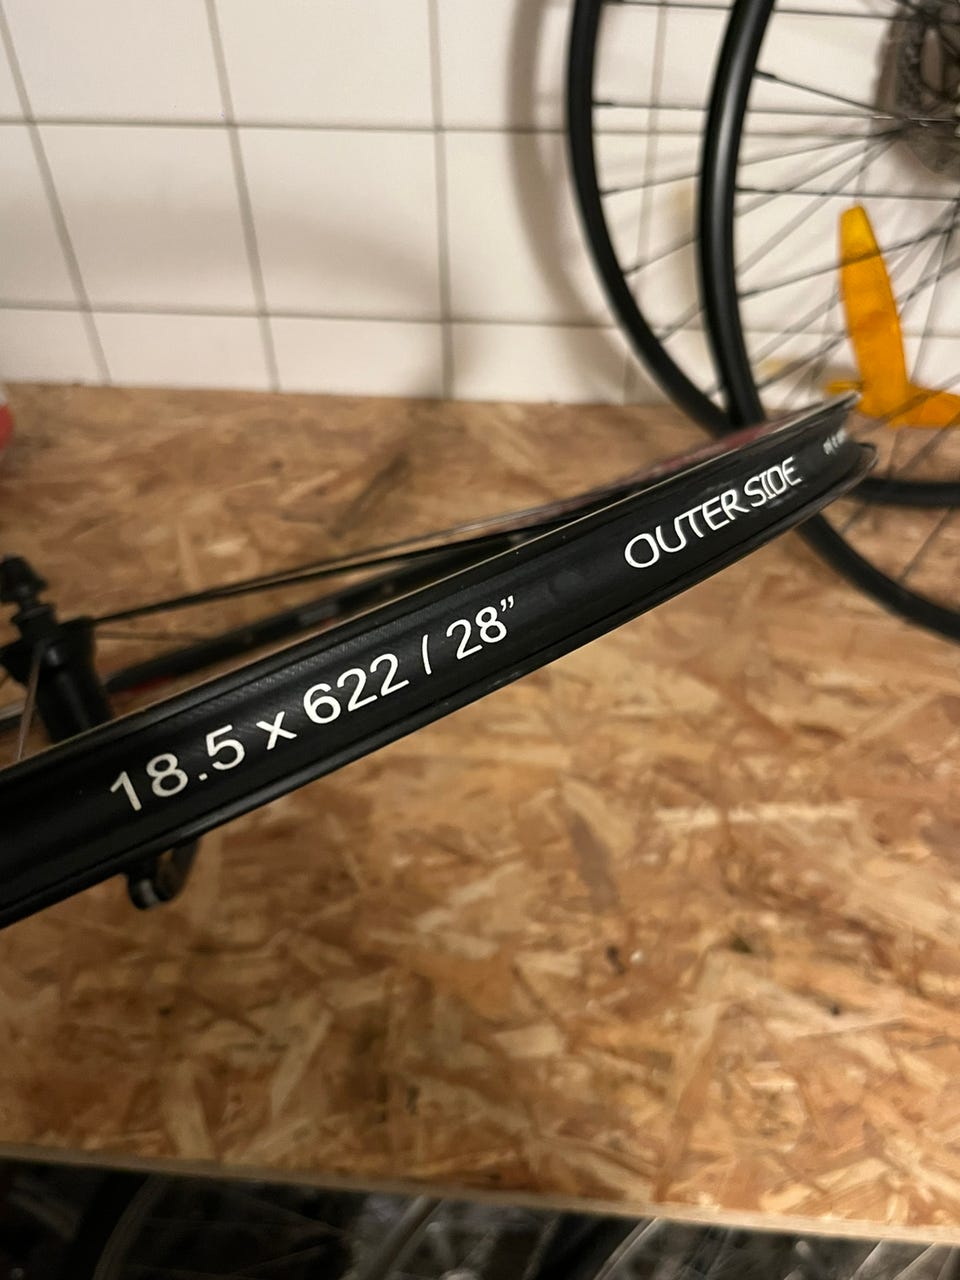 18.5 x 622 / 28” OUTER SIDE